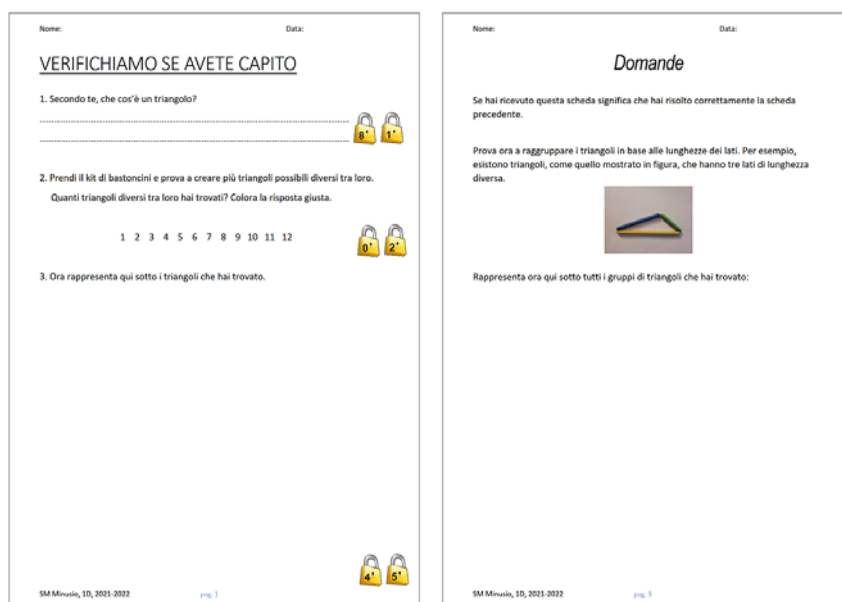 Nome: Data:
VERIFICHIAMO SE AVETE CAPITO
1. Secondo te, che cos'è un triangolo?
8' 1'
2. Prendi il kit di bastoncini e prova a creare più triangoli possibili diversi tra loro.
Quanti triangoli diversi tra loro hai trovati? Colora la risposta giusta.
1 2 3 4 5 6 7 8 9 10 11 12
0' 2'
3. Ora rappresenta qui sotto i triangoli che hai trovato.
4' 5'
SM Minusio, 1D, 2021-2022 pag. 1
Nome: Data:
Domande
Se hai ricevuto questa scheda significa che hai risolto correttamente la scheda
precedente.
Prova ora a raggruppare i triangoli in base alle lunghezze dei lati. Per esempio,
esistono triangoli, come quello mostrato in figura, che hanno tre lati di lunghezza
diversa.
Rappresenta ora qui sotto tutti i gruppi di triangoli che hai trovato:
SM Minusio, 1D, 2021-2022 pag. 3